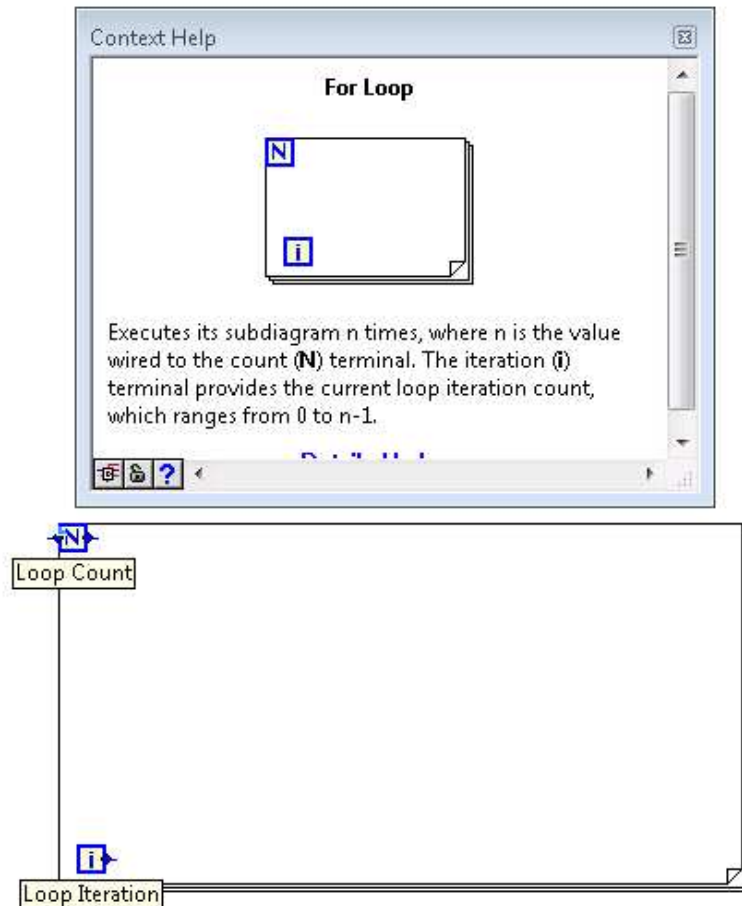 Context Help
For Loop
N
i
Executes its subdiagram n times, where n is the value
wired to the count (N) terminal. The iteration (i)
terminal provides the current loop iteration count,
which ranges from 0 to n-1.
?
N
Loop Count
i
Loop Iteration